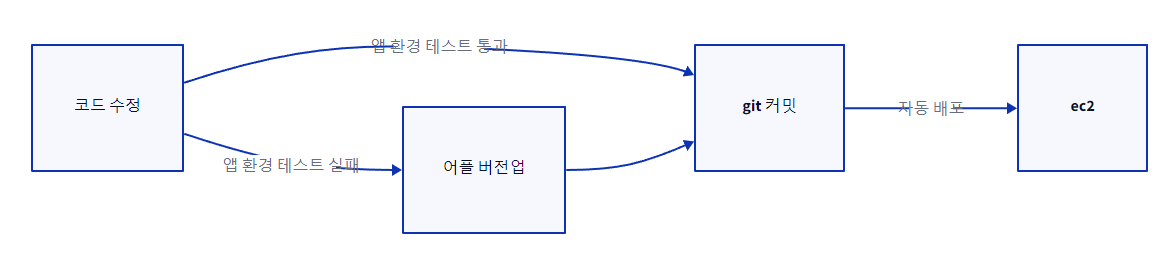 앱 환경 테스트 통과
코드 수정
git 커밋
자동 배포
ec2
앱 환경 테스트 실패
어플 버전업